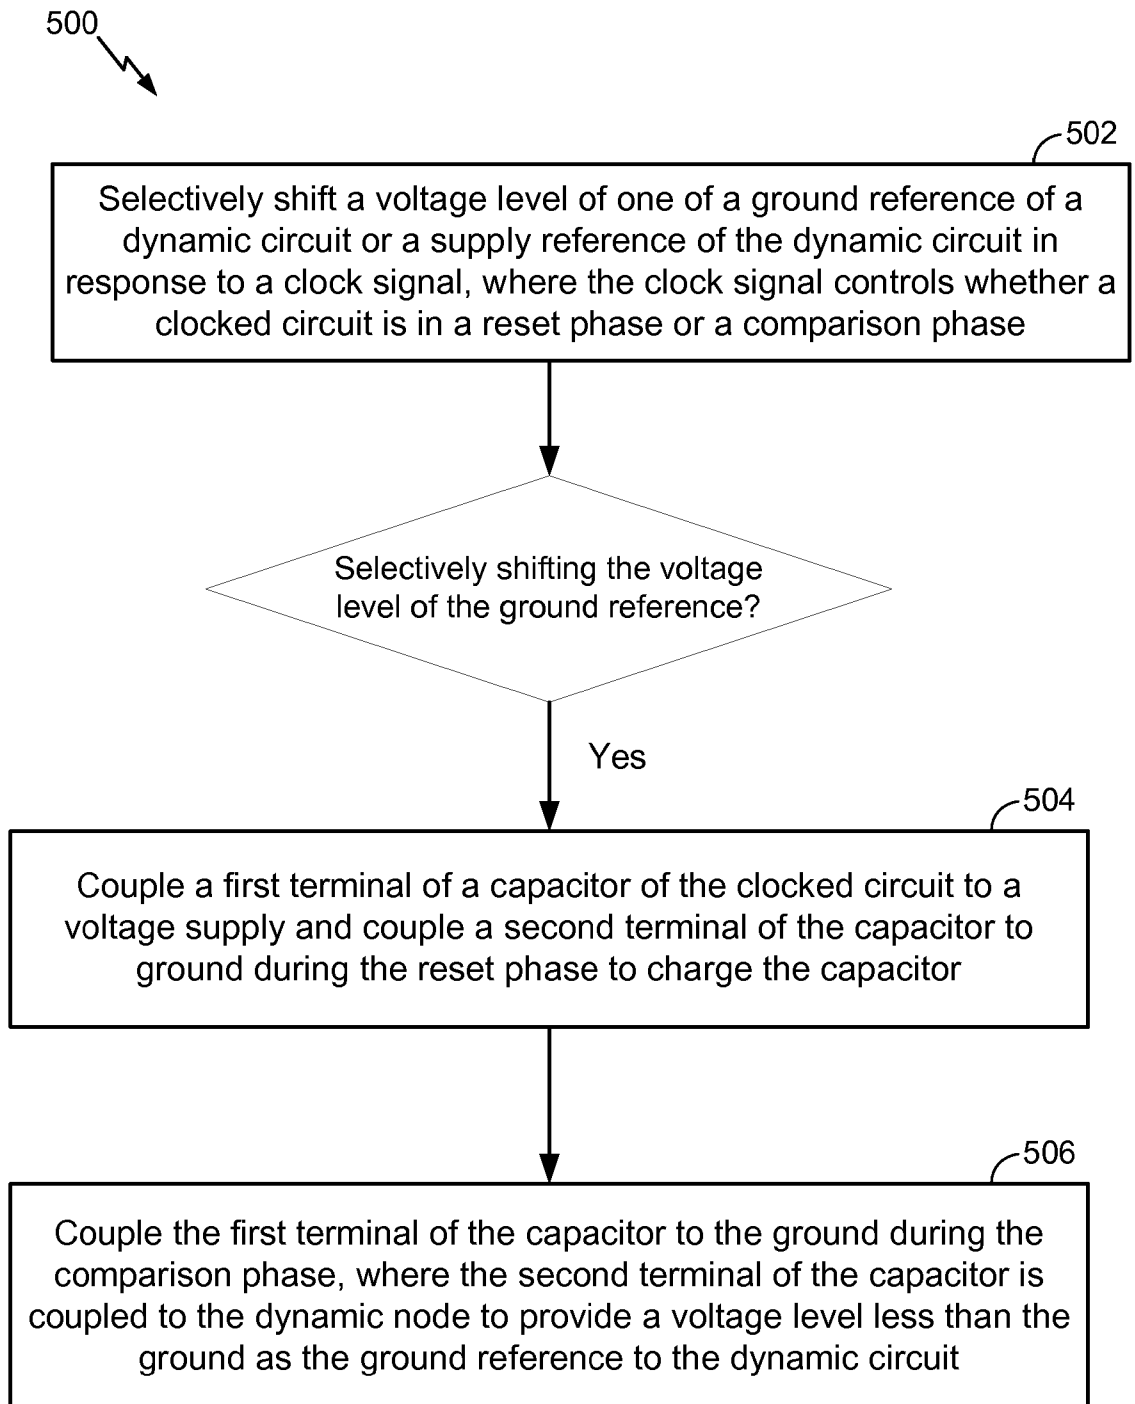 500
502
Selectively shift a voltage level of one of a ground reference of a
dynamic circuit or a supply reference of the dynamic circuit in
response to a clock signal, where the clock signal controls whether a
clocked circuit is in a reset phase or a comparison phase
Selectively shifting the voltage
level of the ground reference?
Yes
504
Couple a first terminal of a capacitor of the clocked circuit to a
voltage supply and couple a second terminal of the capacitor to
ground during the reset phase to charge the capacitor
506
Couple the first terminal of the capacitor to the ground during the
comparison phase, where the second terminal of the capacitor is
coupled to the dynamic node to provide a voltage level less than the
ground as the ground reference to the dynamic circuit